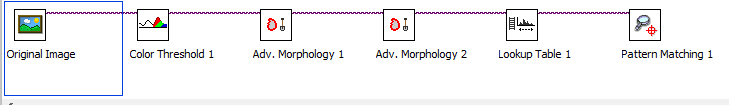 Original Image
Color Threshold 1
Adv. Morphology 1
Adv. Morphology 2
Lookup Table 1
Pattern Matching 1